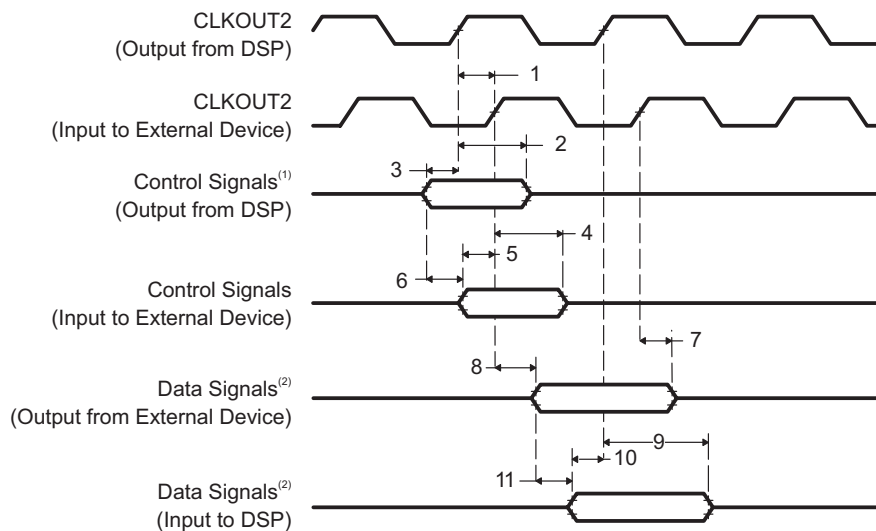 CLKOUT2
(Output from DSP)
1
CLKOUT2
(Input to External Device)
2
3
Control Signals(1)
(Output from DSP)
4
5
6
Control Signals
(Input to External Device)
7
8
Data Signals(2)
(Output from External Device)
9
10
11
Data Signals(2)
(Input to DSP)